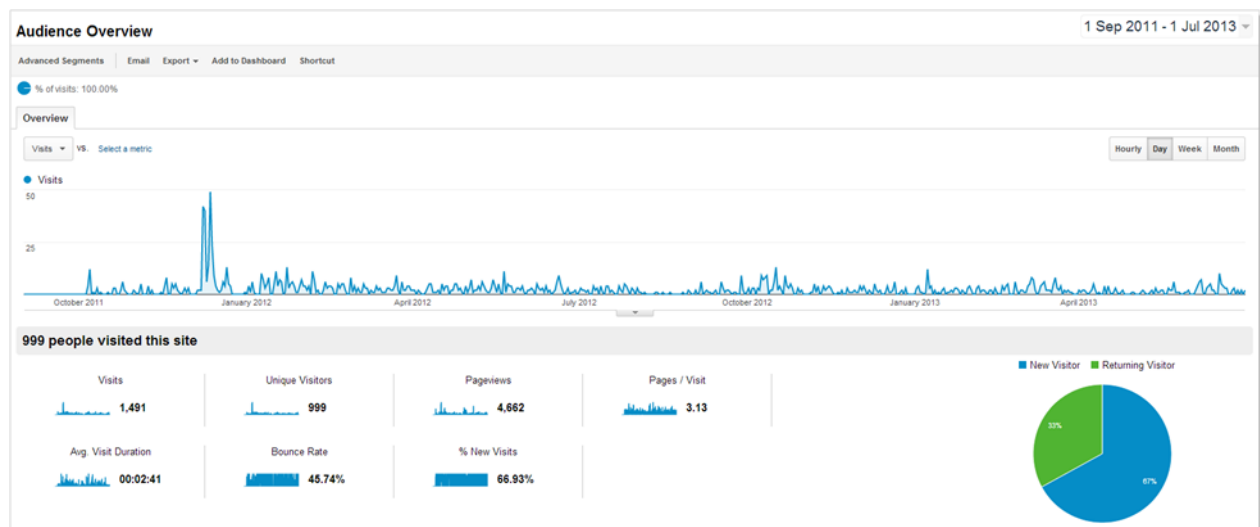 Audience Overview
1 Sep 2011 - 1 Jul 2013
Advanced Segments Email Export Add to Dashboard Shortcut
% of visits: 100.00%
Overview
Visits VS. Select a metric
Hourly Day Week Month
Visits
50
25
October 2011 January 2012 April 2012 July 2012 October 2012 January 2013 April 2013
999 people visited this site
New Visitor Returning Visitor
Visits Unique Visitors Pageviews Pages / Visit
1,491 999 4,662 3.13
33%
Avg. Visit Duration Bounce Rate % New Visits
00:02:41 45.74% 66.93%
67%